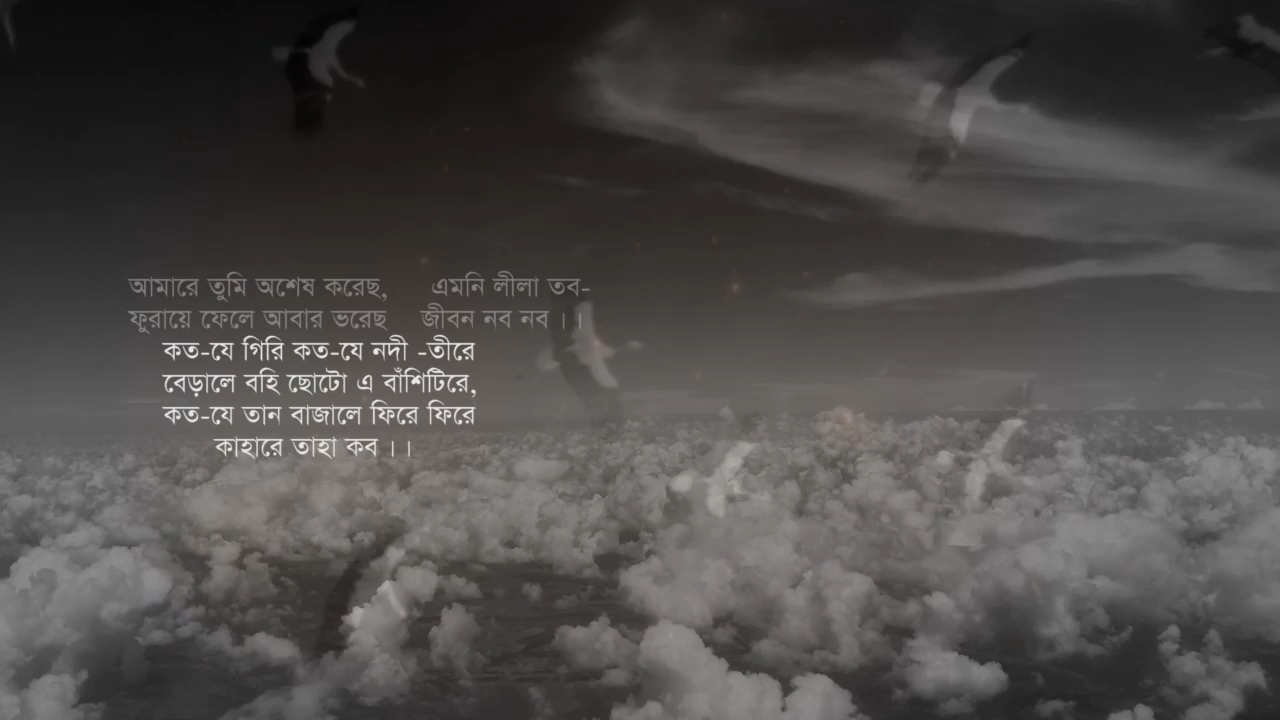 আমারে তুমি অশেষ করেছ, এমনি লীলা তব-
ফুরায়ে ফেলে আবার ভরেছ জীবন নব নব ।।
কত-যে গিরি কত-যে নদী -তীরে
বেড়ালে বহি ছোটো এ বাঁশিটিরে,
কত-যে তান বাজালে ফিরে ফিরে
কাহারে তাহা কব ।।